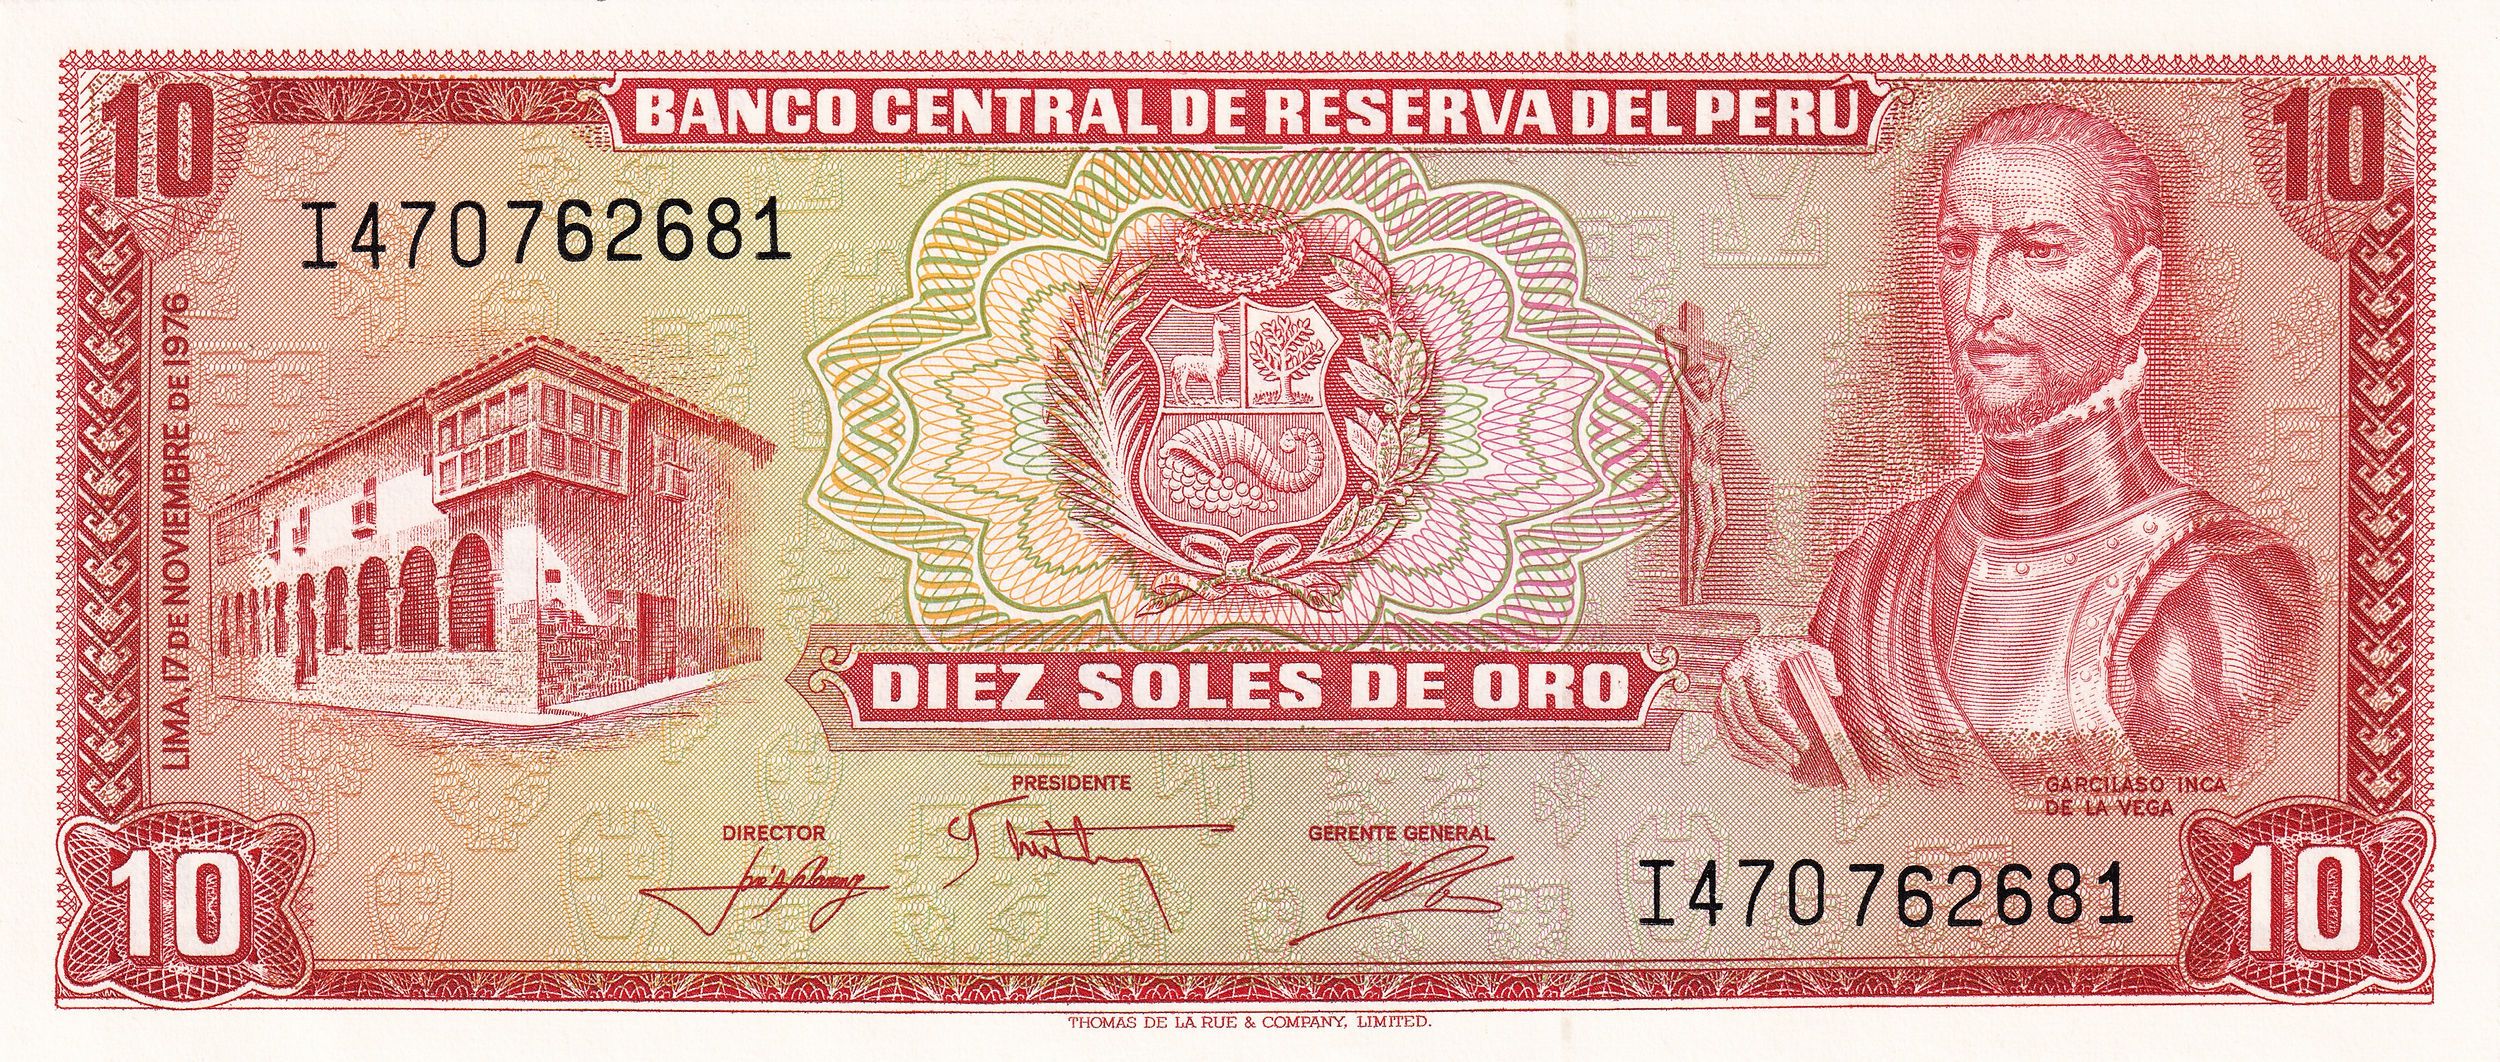 10
BANCO CENTRAL DE RESERVA DEL PERÚ
10
I470762681
LIMA, 17 DE NOVIEMBRE DE 1976
DIEZ SOLES DE ORO
PRESIDENTE
DIRECTOR
GERENTE GENERAL
GARCILASO INCA
DE LA VEGA
I470762681
10
10
THOMAS DE LA RUE & COMPANY, LIMITED.